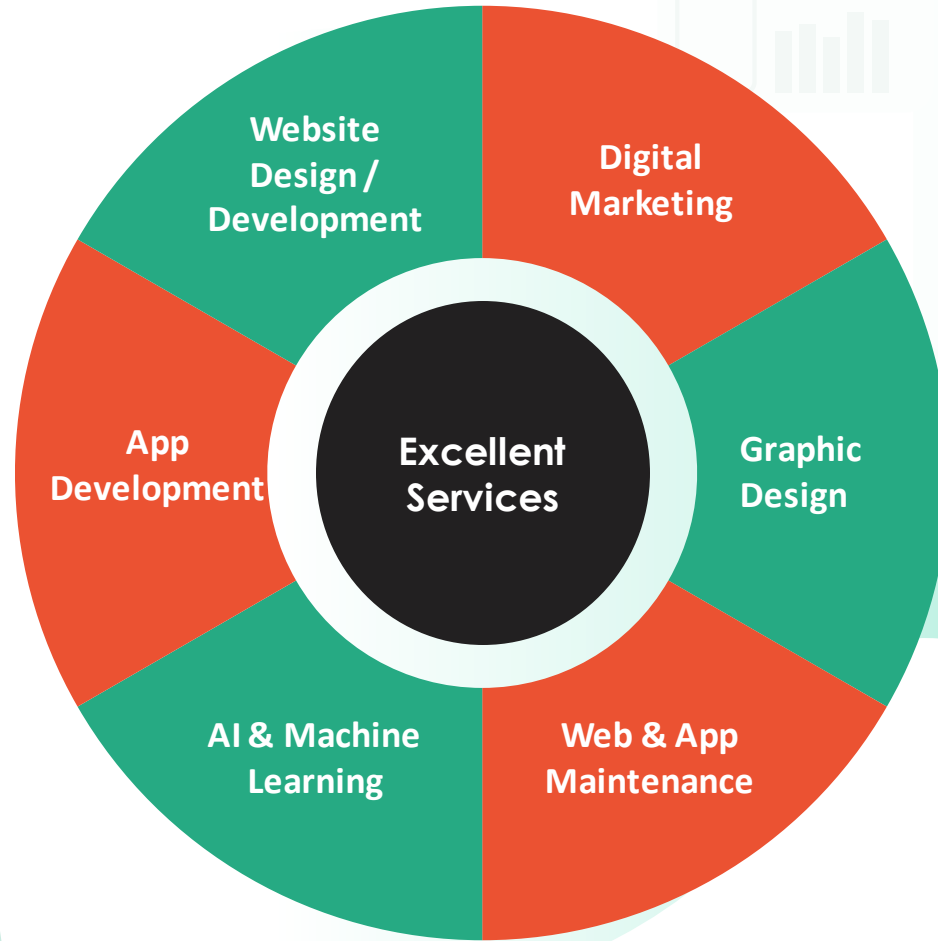 Website
Design /
Development
Digital
Marketing
App
Development
Excellent
Services
Graphic
Design
AI & Machine
Learning
Web & App
Maintenance